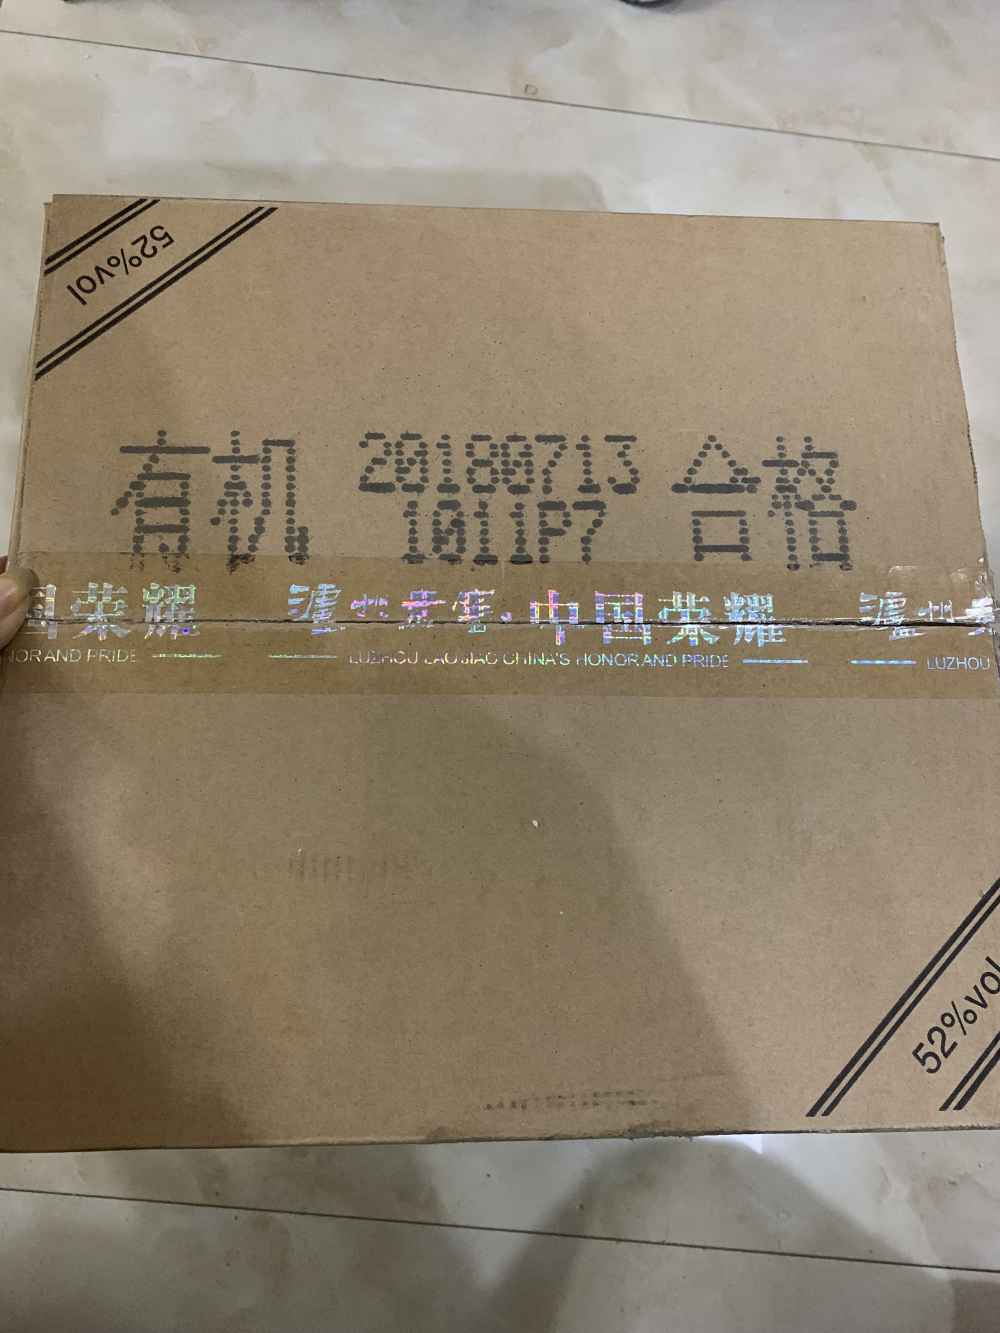 52%vol
有机 20180713 合格
1011P7
国荣耀 泸州老窖·中国荣耀 泸州
HONOR AND PRIDE LUZHOU LAOJIAO CHINA'S HONOR AND PRIDE LUZHOU
52%vol